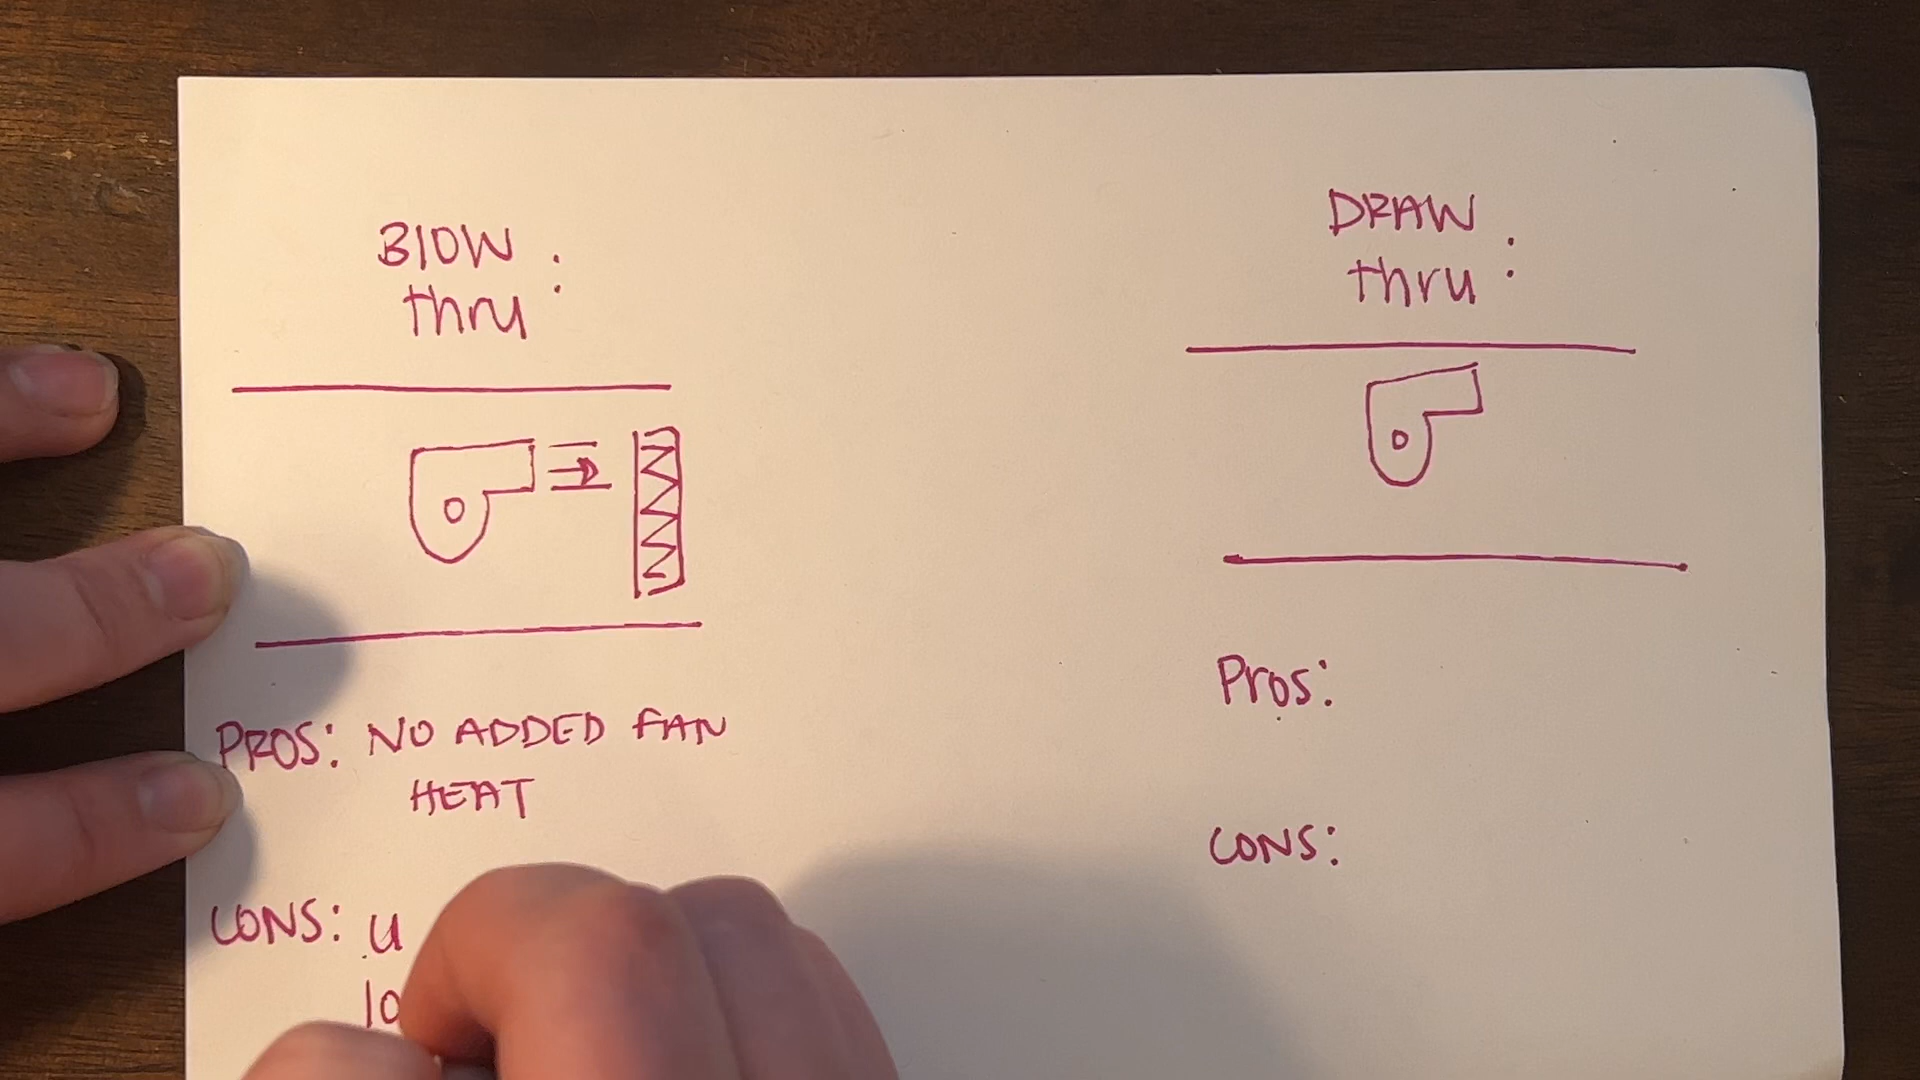 BlOW :
thru
PROS: NO ADDED FAN
HEAT
CONS:
DRAW :
thru
Pros:
CONS: